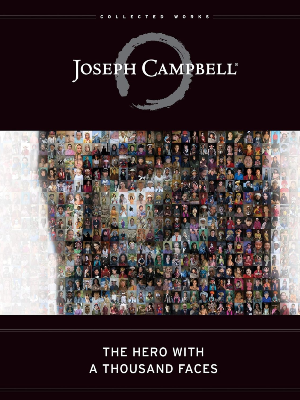 COLLECTED WORKS
JOSEPH CAMPBELL®
THE HERO WITH
A THOUSAND FACES